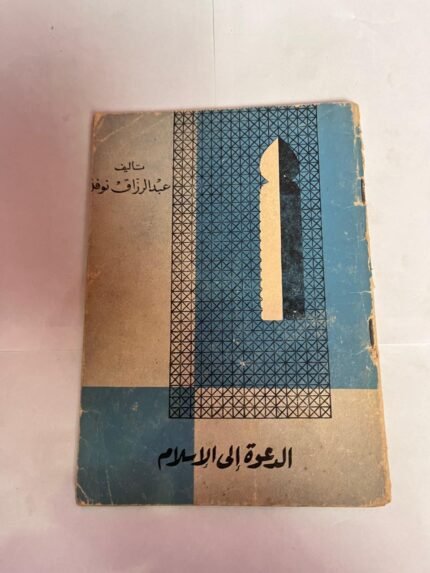 تأليف
عبد الرزاق نوفل
الدعوة إلى الإسلام